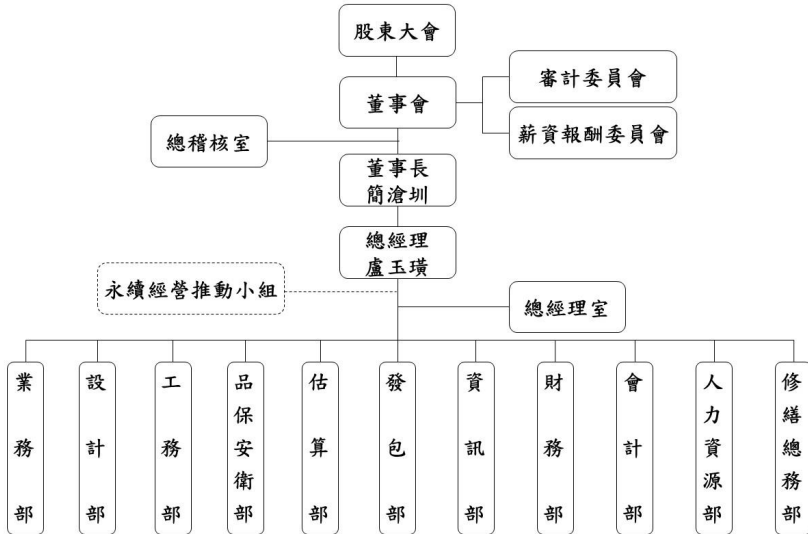 股東大會
董事會
審計委員會
薪資報酬委員會
總稽核室
董事長
簡滄圳
總經理
盧玉璜
永續經營推動小組
總經理室
業務部
設計部
工務部
品保安衛部
估算部
發包部
資訊部
財務部
會計部
人力資源部
修繕總務部